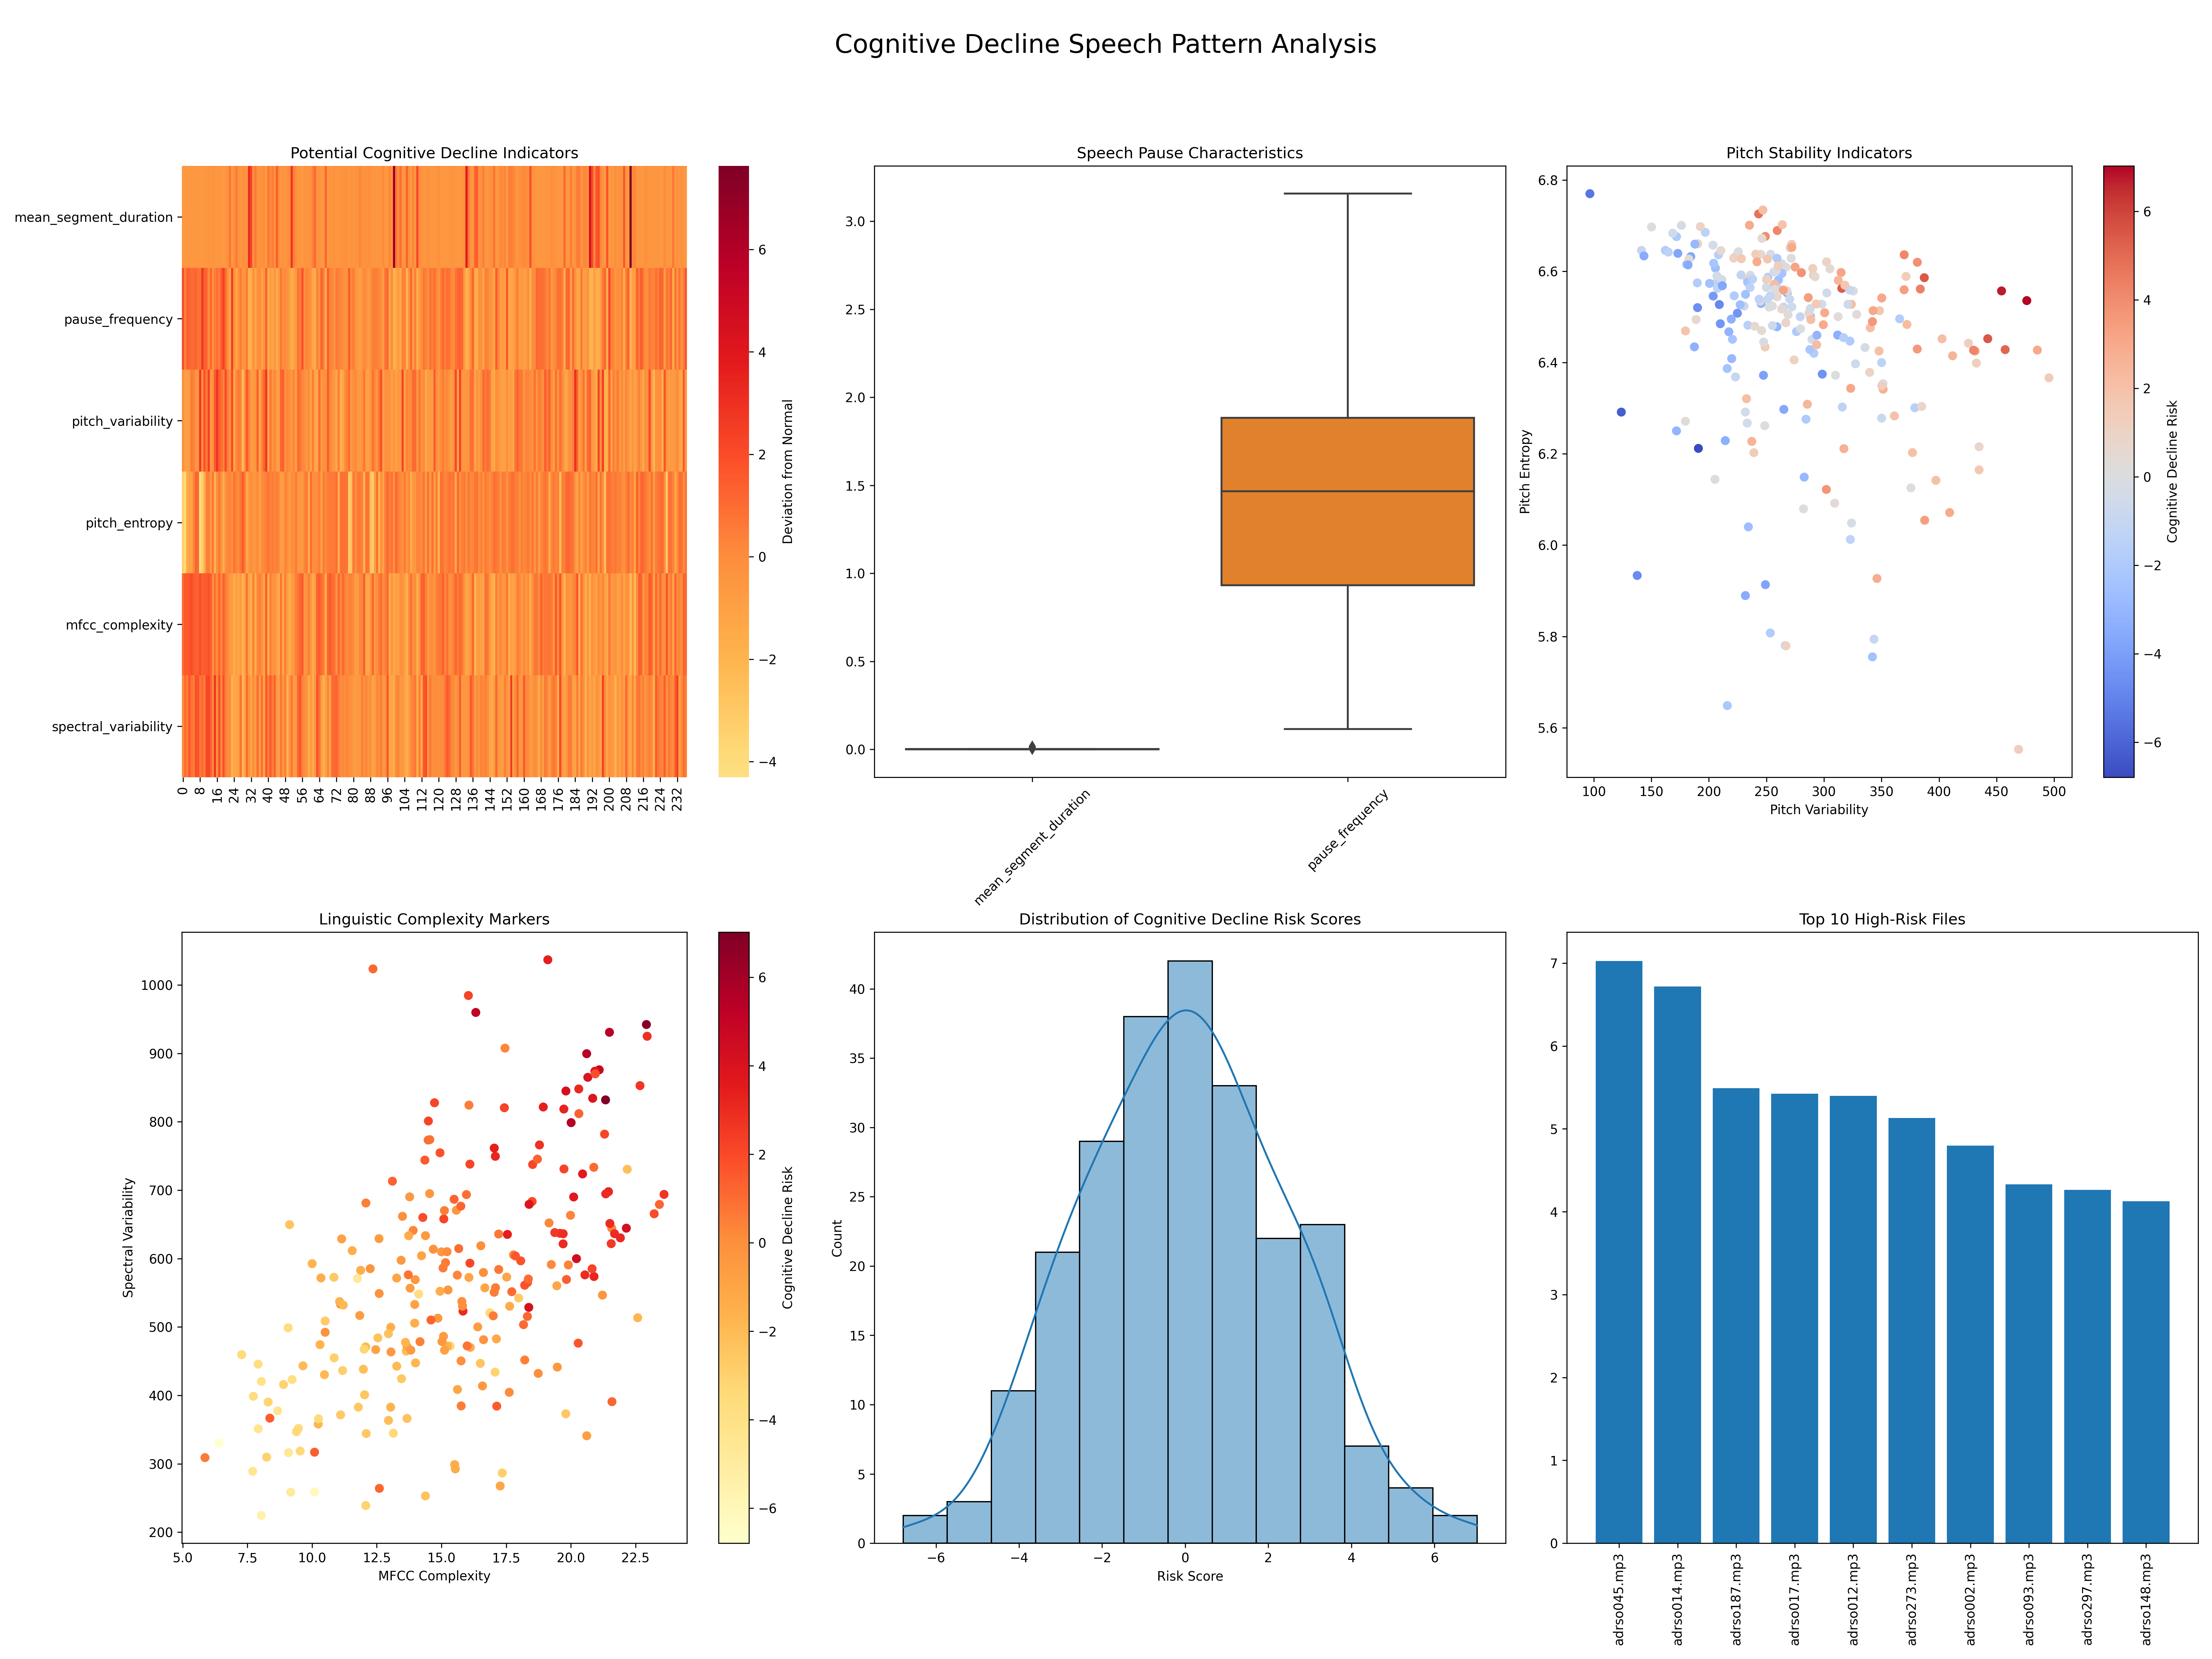 Cognitive Decline Speech Pattern Analysis
Potential Cognitive Decline Indicators
mean_segment_duration
pause_frequency
pitch_variability
pitch_entropy
mfcc_complexity
spectral_variability
0 8 16 24 32 40 48 56 64 72 80 88 96 104 112 120 128 136 144 152 160 168 176 184 192 200 208 216 224 232
6
4
2
0
−2
−4
Deviation from Normal
Speech Pause Characteristics
3.0
2.5
2.0
1.5
1.0
0.5
0.0
mean_segment_duration
pause_frequency
Pitch Stability Indicators
6.8
6.6
6.4
6.2
6.0
5.8
5.6
Pitch Entropy
100 150 200 250 300 350 400 450 500
Pitch Variability
6
4
2
0
−2
−4
−6
Cognitive Decline Risk
Linguistic Complexity Markers
1000
900
800
700
600
500
400
300
200
Spectral Variability
5.0 7.5 10.0 12.5 15.0 17.5 20.0 22.5
MFCC Complexity
6
4
2
0
−2
−4
−6
Cognitive Decline Risk
Distribution of Cognitive Decline Risk Scores
40
35
30
25
20
15
10
5
0
Count
−6 −4 −2 0 2 4 6
Risk Score
Top 10 High-Risk Files
7
6
5
4
3
2
1
0
adrso045.mp3
adrso014.mp3
adrso187.mp3
adrso017.mp3
adrso012.mp3
adrso273.mp3
adrso002.mp3
adrso093.mp3
adrso297.mp3
adrso148.mp3